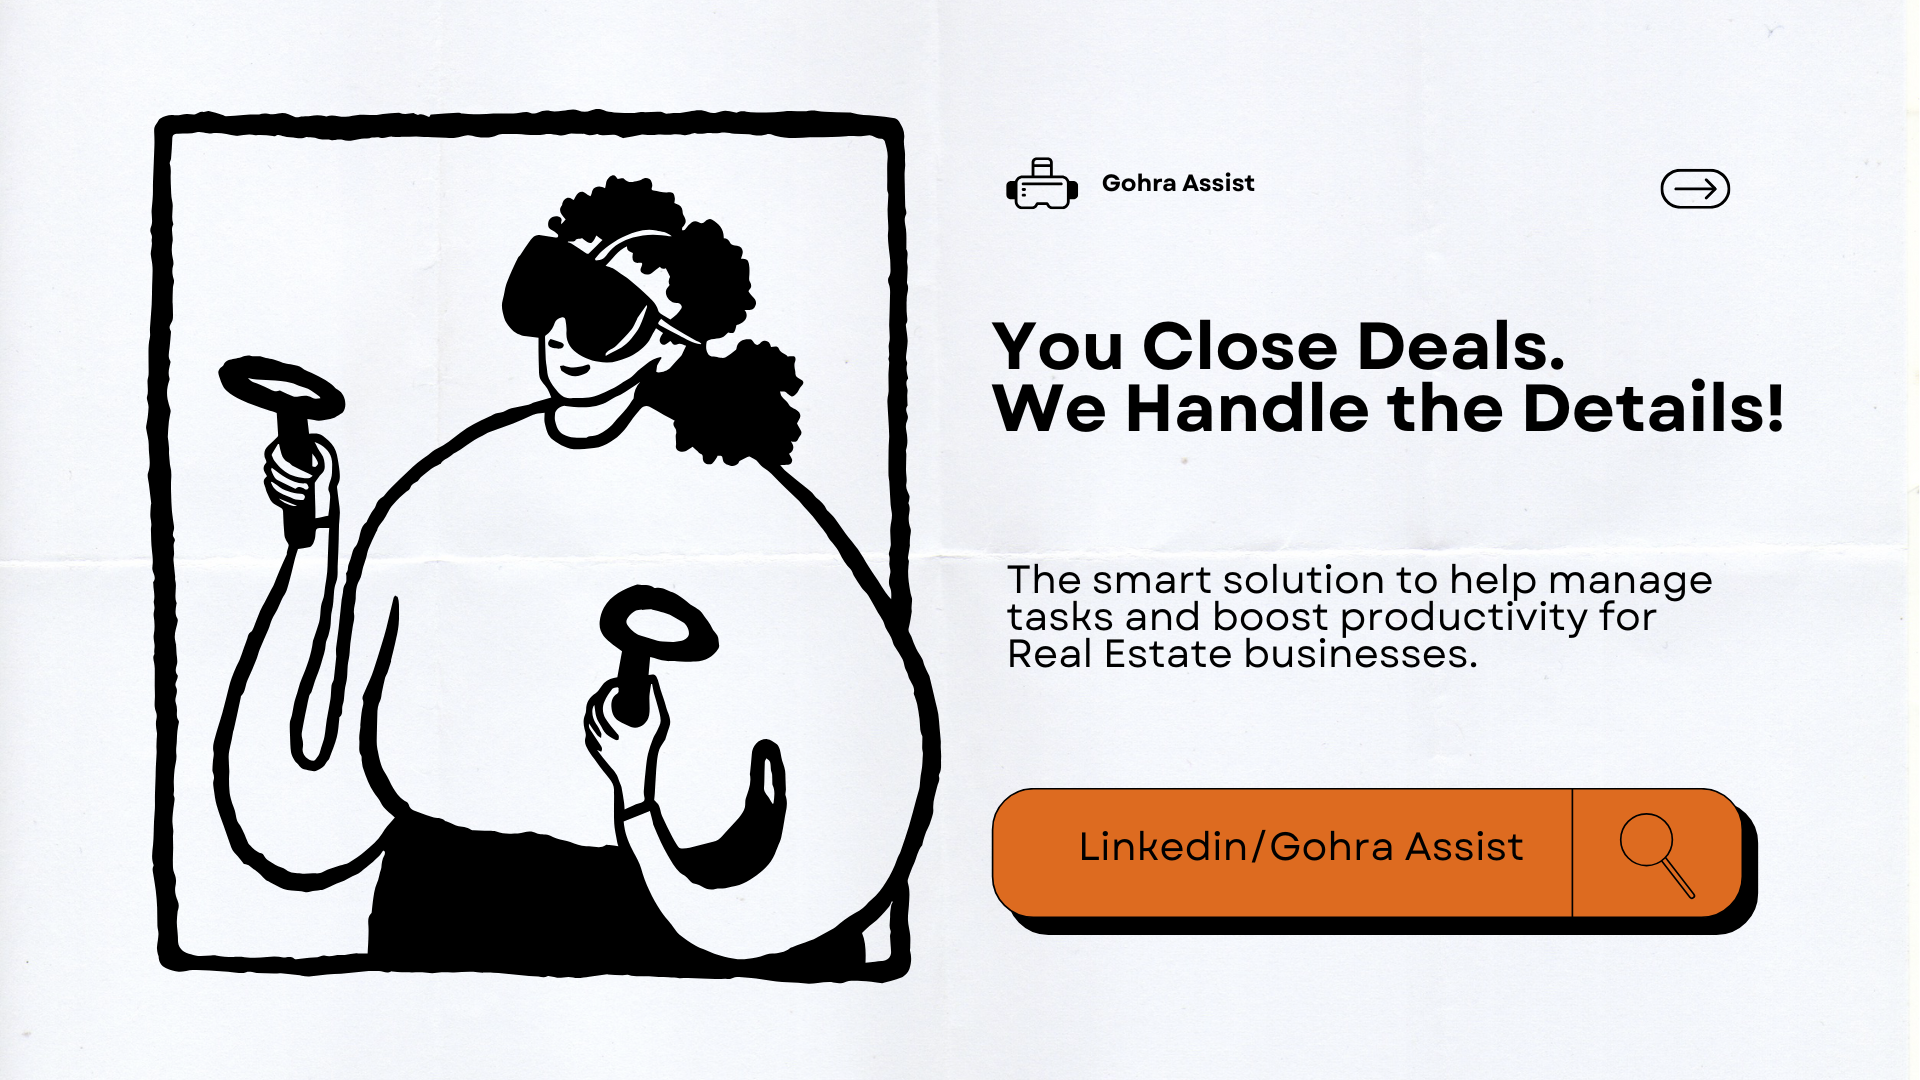 Gohra Assist
You Close Deals.
We Handle the Details!
The smart solution to help manage
tasks and boost productivity for
Real Estate businesses.
Linkedin/Gohra Assist